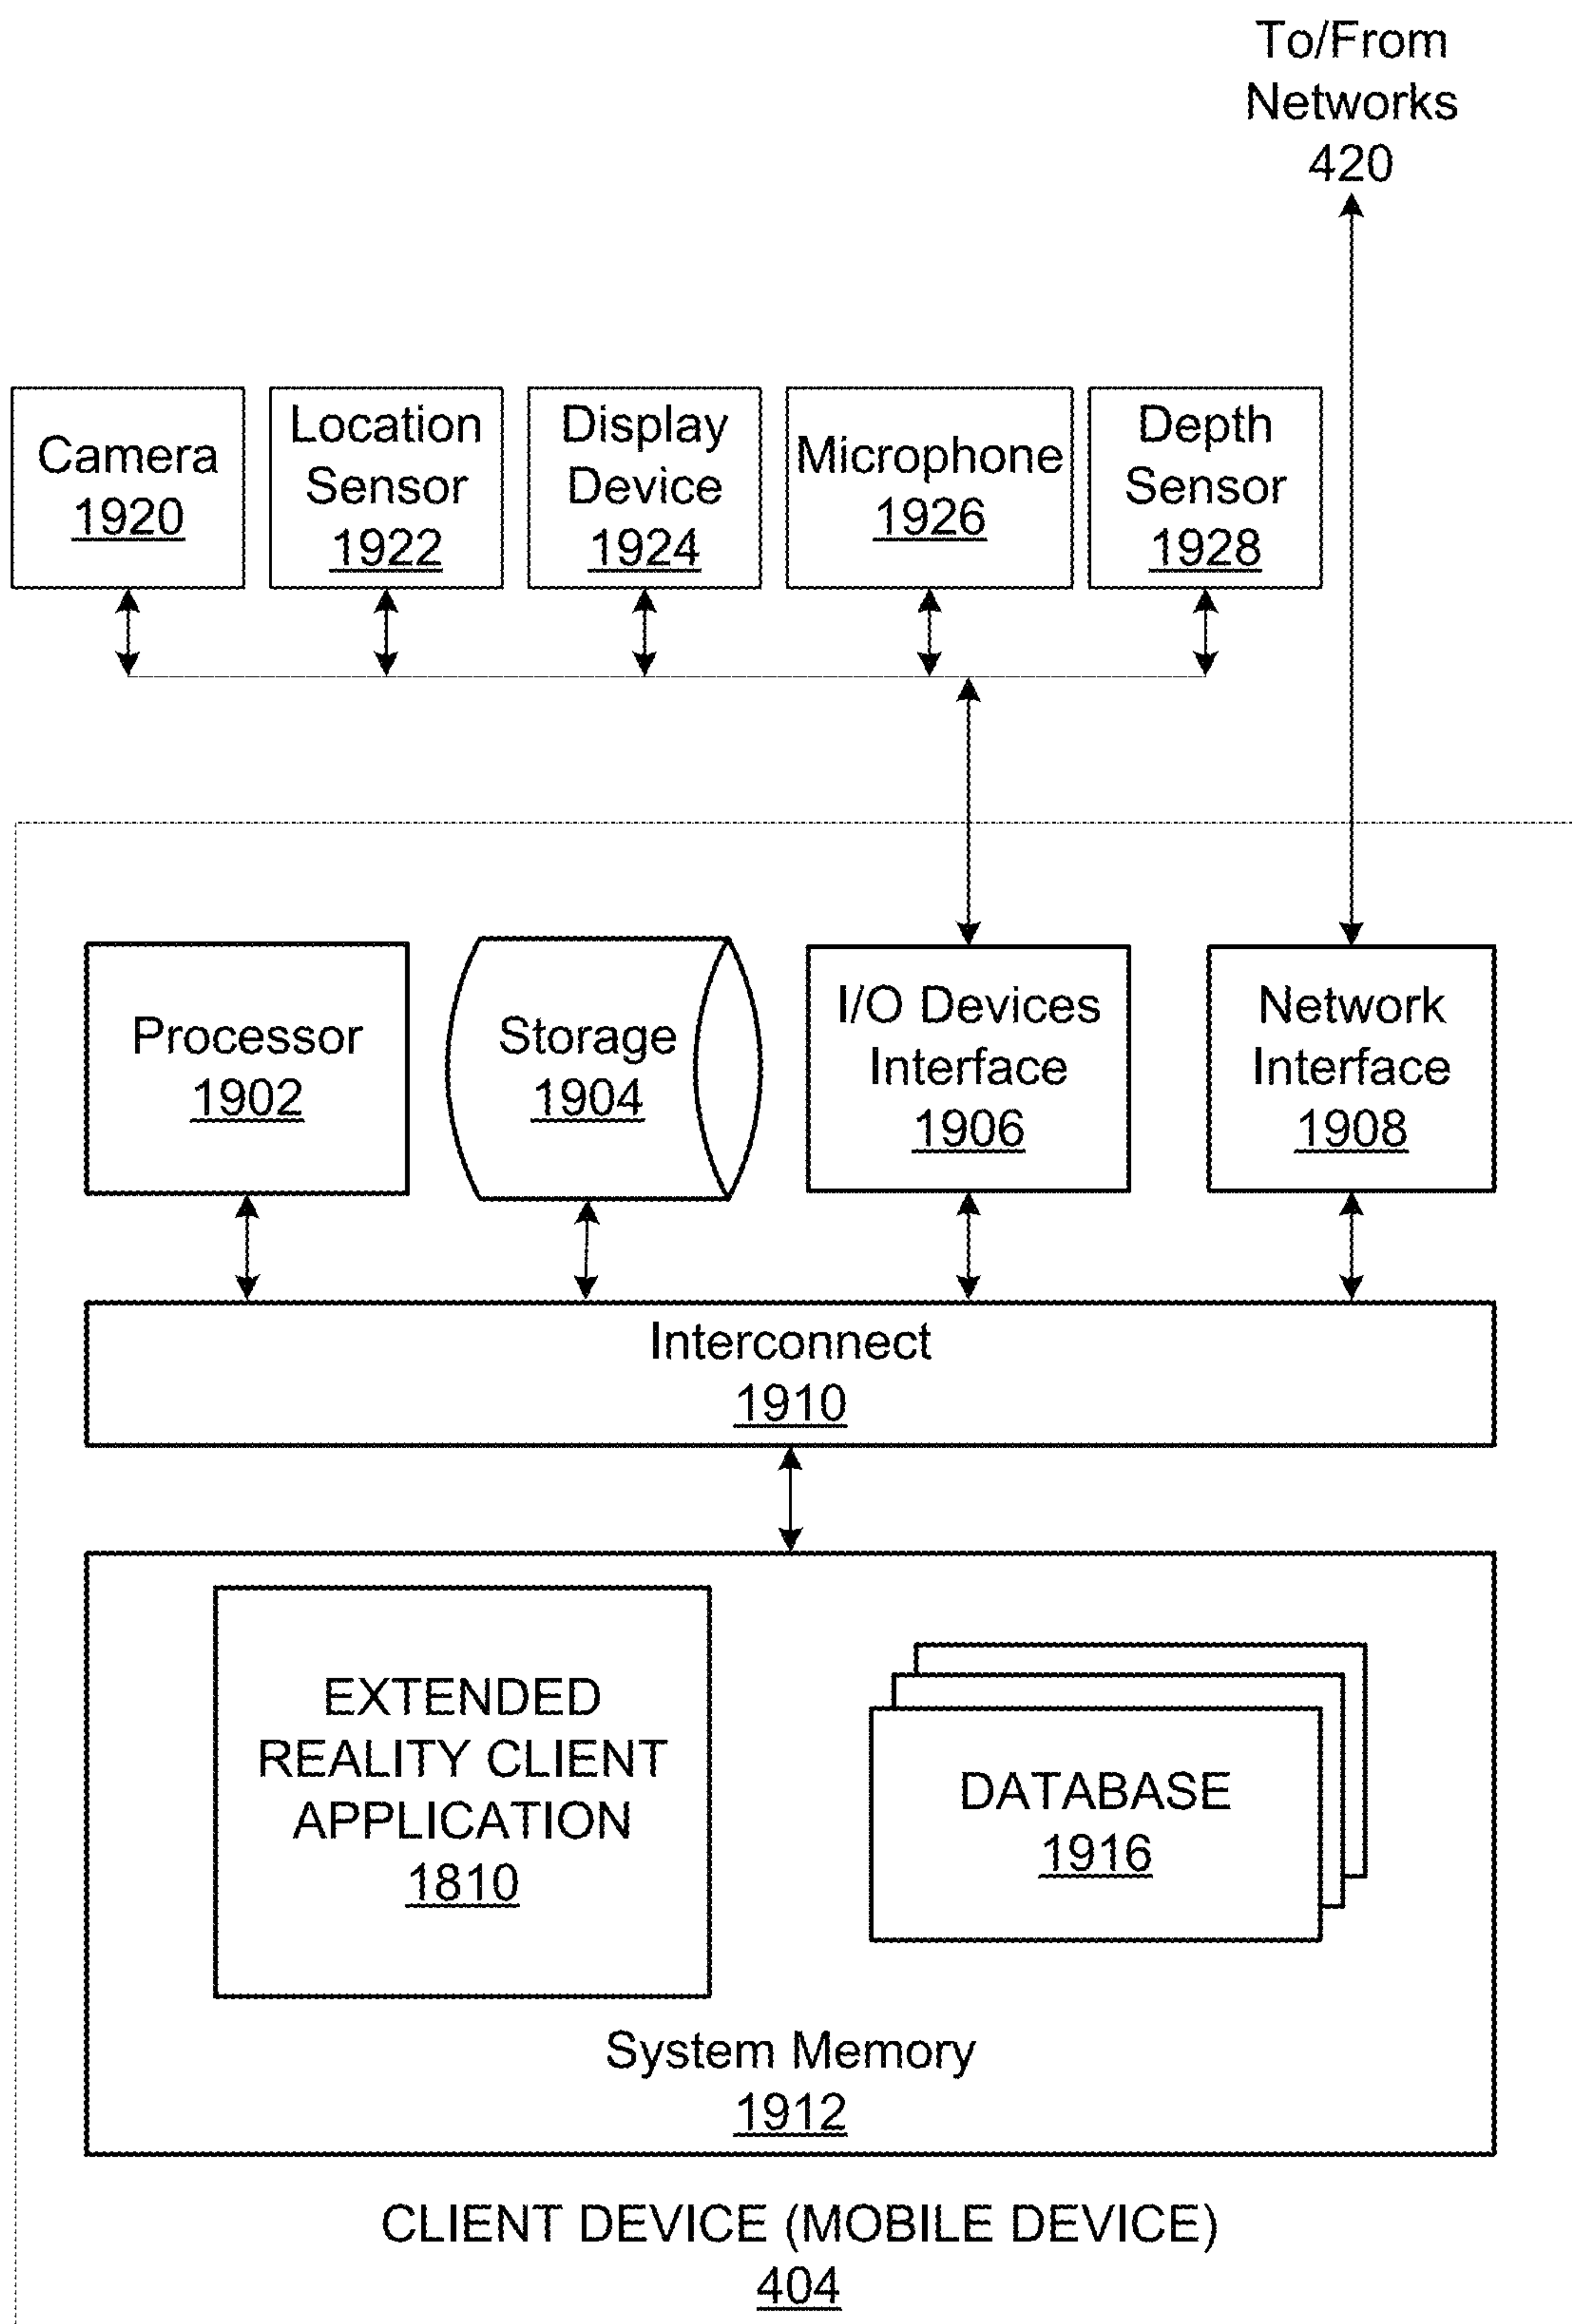 To/From
Networks
420
Camera
1920
Location
Sensor
1922
Display
Device
1924
Microphone
1926
Depth
Sensor
1928
Processor
1902
Storage
1904
I/O Devices
Interface
1906
Network
Interface
1908
Interconnect
1910
EXTENDED
REALITY CLIENT
APPLICATION
1810
DATABASE
1916
System Memory
1912
CLIENT DEVICE (MOBILE DEVICE)
404